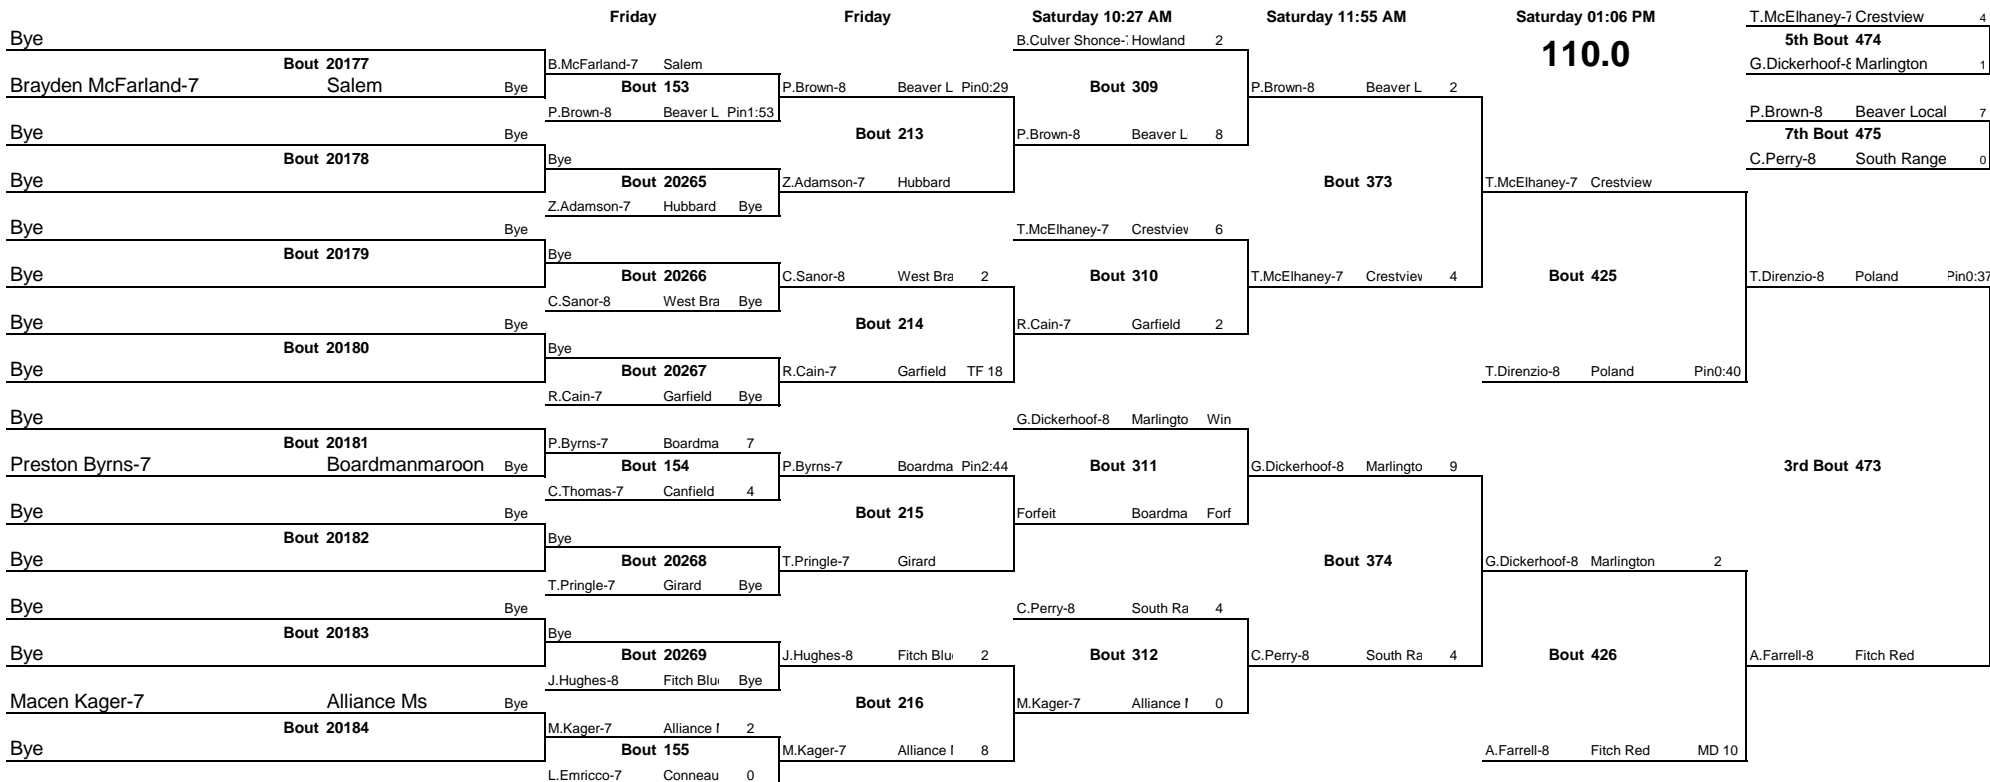 Friday Friday Saturday 10:27 AM Saturday 11:55 AM Saturday 01:06 PM
110.0
Bye
Bout 20177
Brayden McFarland-7 Salem Bye
Bye Bye
Bout 20178
Bye
Bye Bye
Bout 20179
Bye
Bye Bye
Bout 20180
Bye
Bye
Bout 20181
Preston Byrns-7 Boardmanmaroon Bye
Bye Bye
Bout 20182
Bye
Bye Bye
Bout 20183
Bye
Macen Kager-7 Alliance Ms Bye
Bout 20184
Bye
B.McFarland-7 Salem
Bout 153
P.Brown-8 Beaver L Pin1:53
Bye
Bout 20265
Z.Adamson-7 Hubbard Bye
Bye
Bout 20266
C.Sanor-8 West Bra Bye
Bye
Bout 20267
R.Cain-7 Garfield Bye
P.Byrns-7 Boardma 7
Bout 154
C.Thomas-7 Canfield 4
Bye
Bout 20268
T.Pringle-7 Girard Bye
Bye
Bout 20269
J.Hughes-8 Fitch Blu Bye
M.Kager-7 Alliance 2
Bout 155
L.Emricco-7 Conneau 0
P.Brown-8 Beaver L Pin0:29
Bout 213
Z.Adamson-7 Hubbard
C.Sanor-8 West Bra 2
Bout 214
R.Cain-7 Garfield TF 18
P.Byrns-7 Boardma Pin2:44
Bout 215
T.Pringle-7 Girard
J.Hughes-8 Fitch Blu 2
Bout 216
M.Kager-7 Alliance 8
B.Culver Shonce- Howland 2
Bout 309
P.Brown-8 Beaver L 8
T.McElhaney-7 Crestview 6
Bout 310
R.Cain-7 Garfield 2
G.Dickerhoof-8 Marlingto Win
Bout 311
Forfeit Boardma Forf
C.Perry-8 South Ra 4
Bout 312
M.Kager-7 Alliance 0
P.Brown-8 Beaver L 2
Bout 373
T.McElhaney-7 Crestview 4
G.Dickerhoof-8 Marlingto 9
Bout 374
C.Perry-8 South Ra 4
T.McElhaney-7 Crestview
Bout 425
T.Direnzio-8 Poland Pin0:40
G.Dickerhoof-8 Marlington 2
Bout 426
A.Farrell-8 Fitch Red MD 10
T.McElhaney-7 Crestview 4
5th Bout 474
G.Dickerhoof-8 Marlington 1
P.Brown-8 Beaver Local 7
7th Bout 475
C.Perry-8 South Range 0
T.Direnzio-8 Poland Pin0:37
3rd Bout 473
A.Farrell-8 Fitch Red